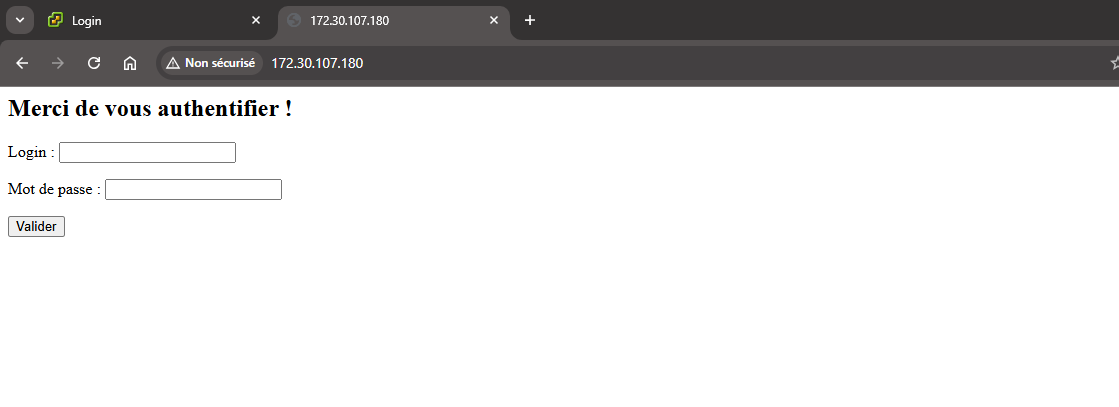 Login
172.30.107.180
Non sécurisé
172.30.107.180
Merci de vous authentifier !
Login :
Mot de passe :
Valider